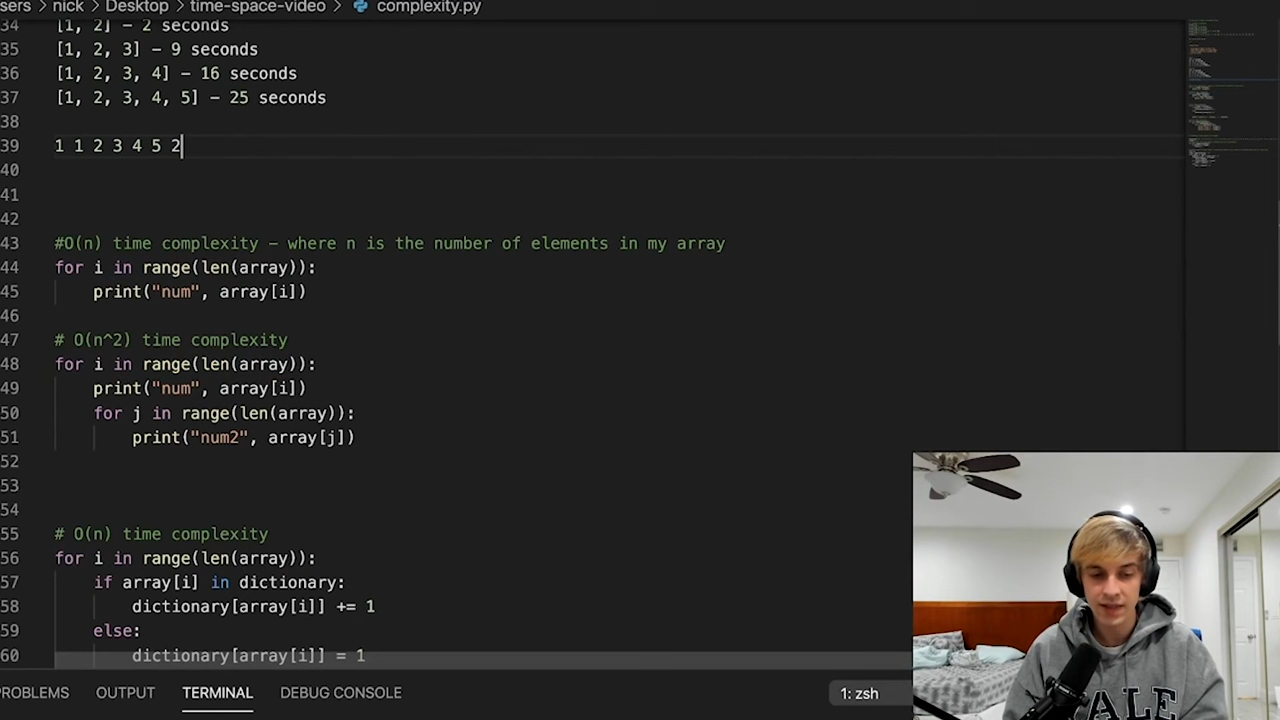 sers > nick > Desktop > time-space-video > complexity.py
34 [1, 2] - 2 seconds
35 [1, 2, 3] - 9 seconds
36 [1, 2, 3, 4] - 16 seconds
37 [1, 2, 3, 4, 5] - 25 seconds
38
39 1 1 2 3 4 5 2
40
41
42
43 #O(n) time complexity - where n is the number of elements in my array
44 for i in range(len(array)):
45 print("num", array[i])
46
47 # O(n^2) time complexity
48 for i in range(len(array)):
49 print("num", array[i])
50 for j in range(len(array)):
51 print("num2", array[j])
52
53
54
55 # O(n) time complexity
56 for i in range(len(array)):
57 if array[i] in dictionary:
58 dictionary[array[i]] += 1
59 else:
60 dictionary[array[i]] = 1
PROBLEMS OUTPUT TERMINAL DEBUG CONSOLE 1: zsh
YALE